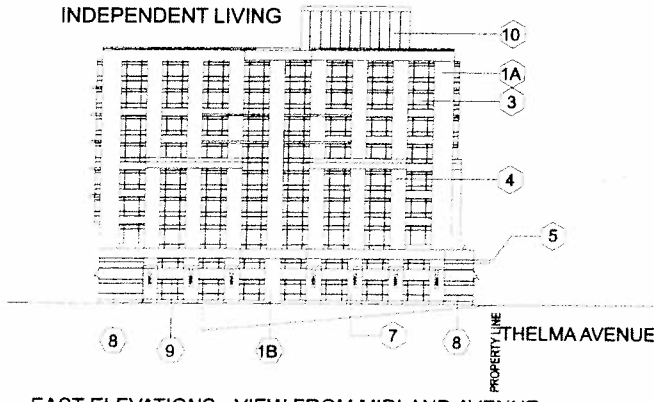 INDEPENDENT LIVING
10
1A
3
4
5
8
9
1B
7
8
PROPERTY LINE
THELMA AVENUE
EAST ELEVATIONS - VIEW FROM MIDLAND AVENUE